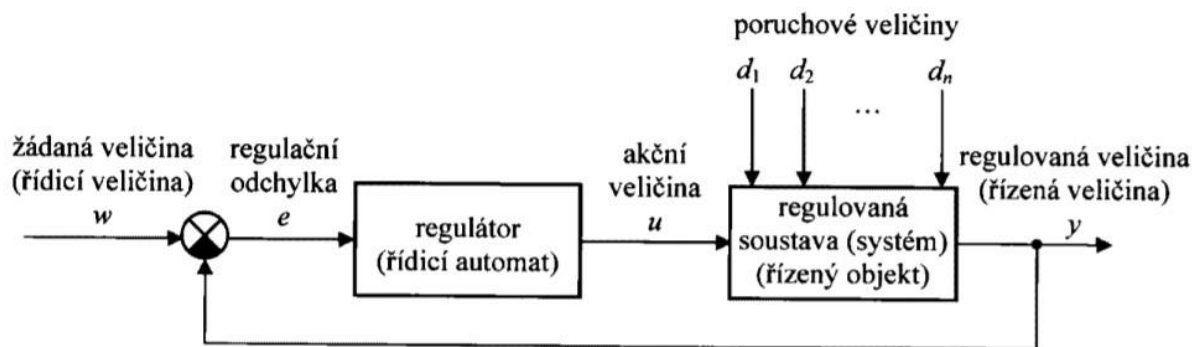 poruchové veličiny
d₁ d₂ … dₙ
žádaná veličina
(řídicí veličina)
w
regulační
odchylka
e
regulátor
(řídicí automat)
akční
veličina
u
regulovaná
soustava (systém)
(řízený objekt)
regulovaná veličina
(řízená veličina)
y